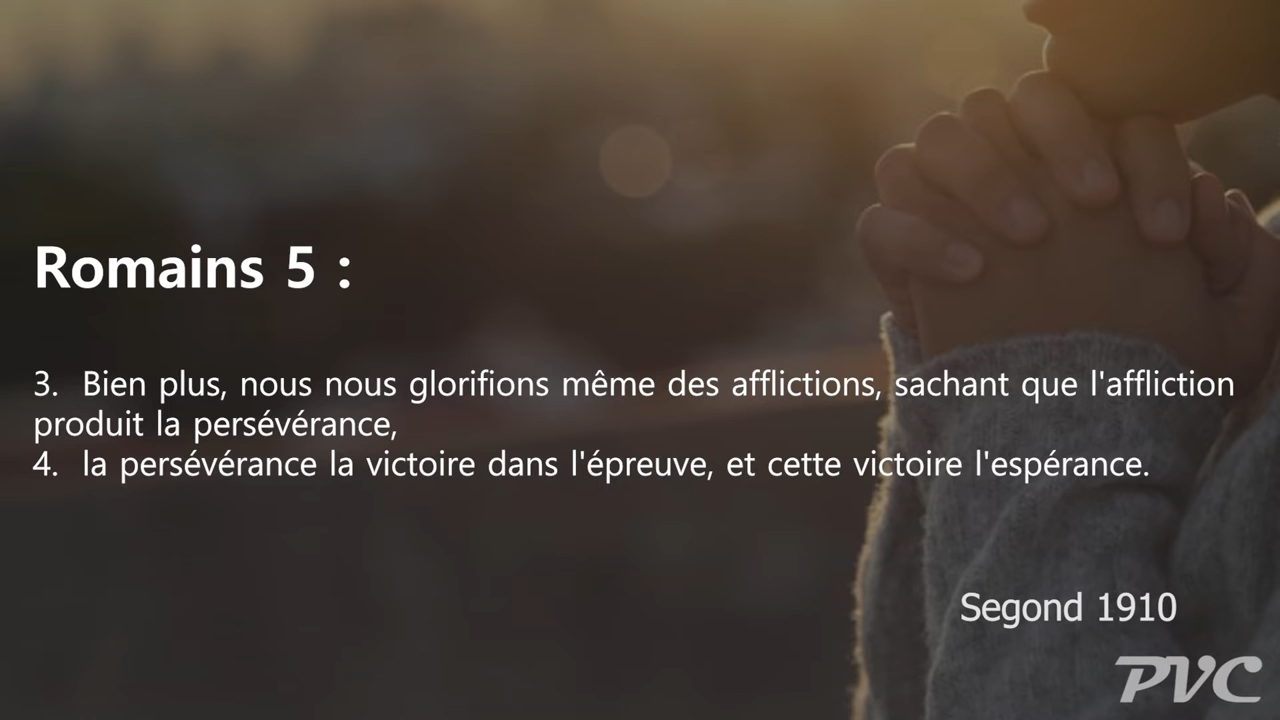 Romains 5 :
3. Bien plus, nous nous glorifions même des afflictions, sachant que l'affliction
produit la persévérance,
4. la persévérance la victoire dans l'épreuve, et cette victoire l'espérance.
Segond 1910
PVC